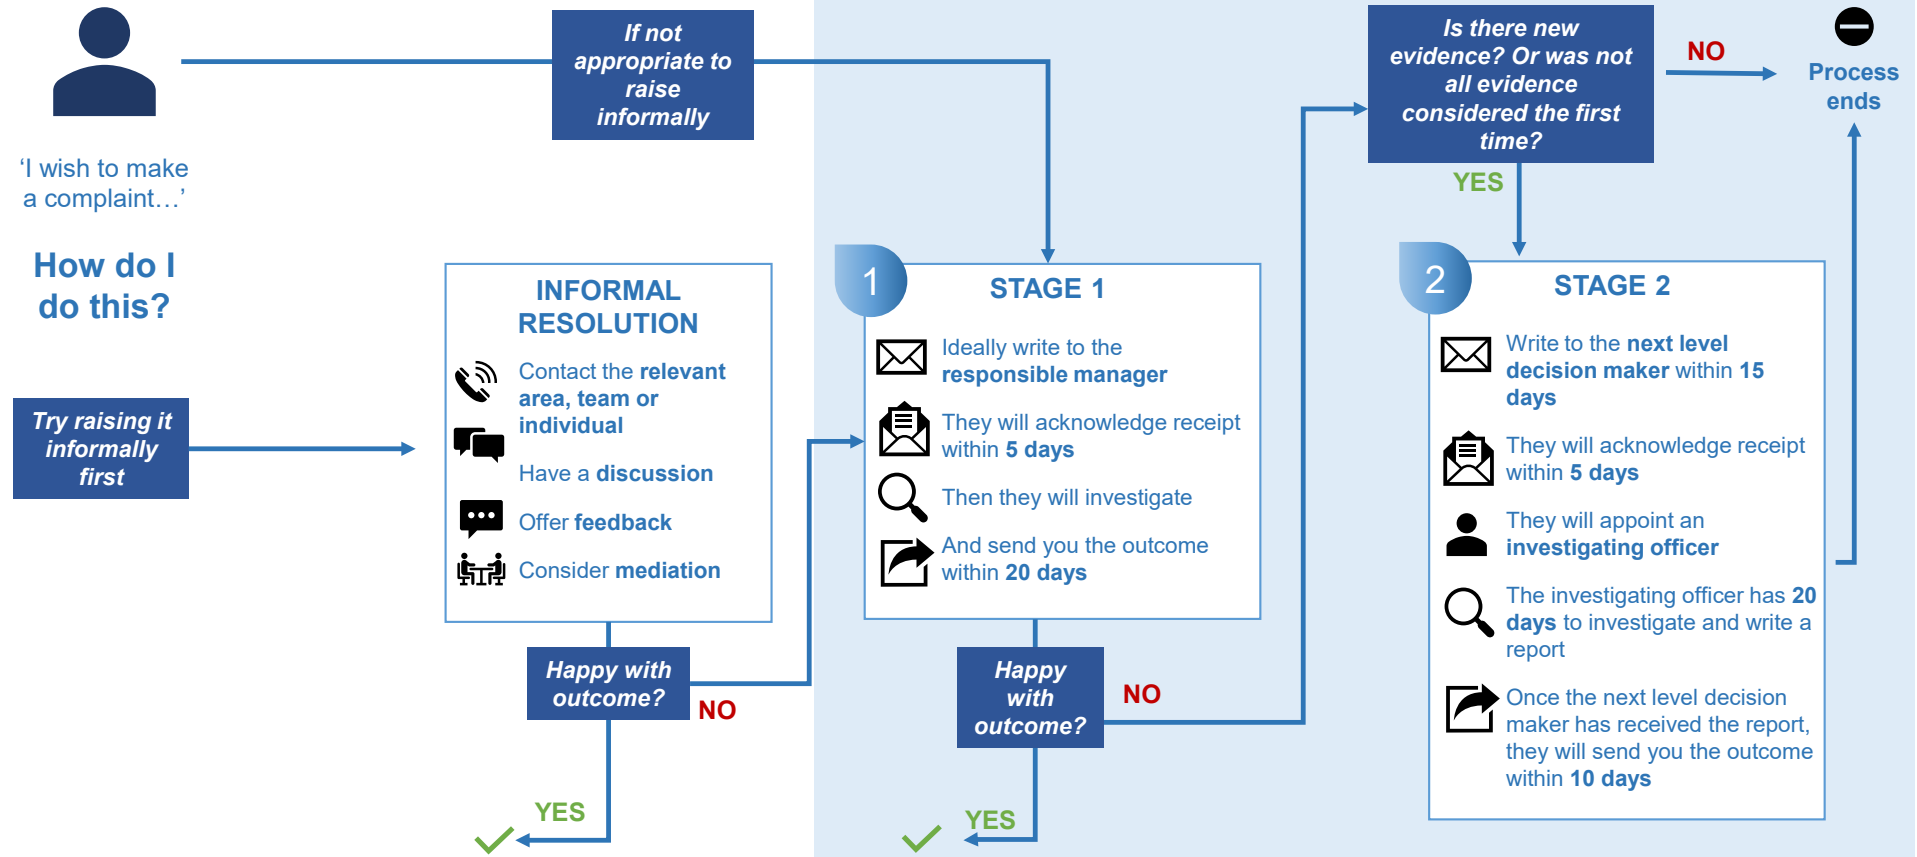 'I wish to make
a complaint…'
How do I
do this?
Try raising it
informally
first
If not
appropriate to
raise
informally
INFORMAL
RESOLUTION
Contact the relevant
area, team or
individual
Have a discussion
Offer feedback
Consider mediation
Happy with
outcome?
NO
YES
1
STAGE 1
Ideally write to the
responsible manager
They will acknowledge receipt
within 5 days
Then they will investigate
And send you the outcome
within 20 days
Happy
with
outcome?
NO
YES
Is there new
evidence? Or was not
all evidence
considered the first
time?
NO
Process
ends
YES
2
STAGE 2
Write to the next level
decision maker within 15
days
They will acknowledge receipt
within 5 days
They will appoint an
investigating officer
The investigating officer has 20
days to investigate and write a
report
Once the next level decision
maker has received the report,
they will send you the outcome
within 10 days